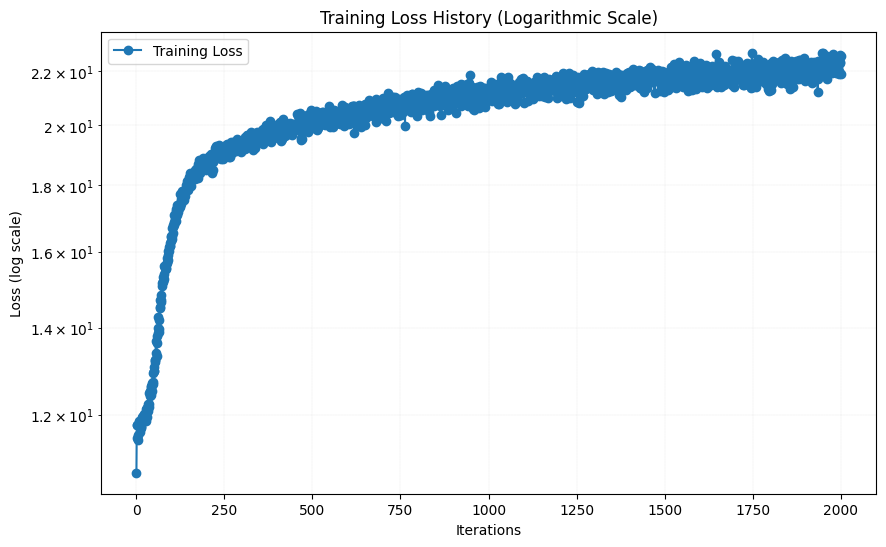 Training Loss History (Logarithmic Scale)
Training Loss
2.2 × 10¹
2 × 10¹
1.8 × 10¹
1.6 × 10¹
1.4 × 10¹
1.2 × 10¹
Loss (log scale)
0 250 500 750 1000 1250 1500 1750 2000
Iterations